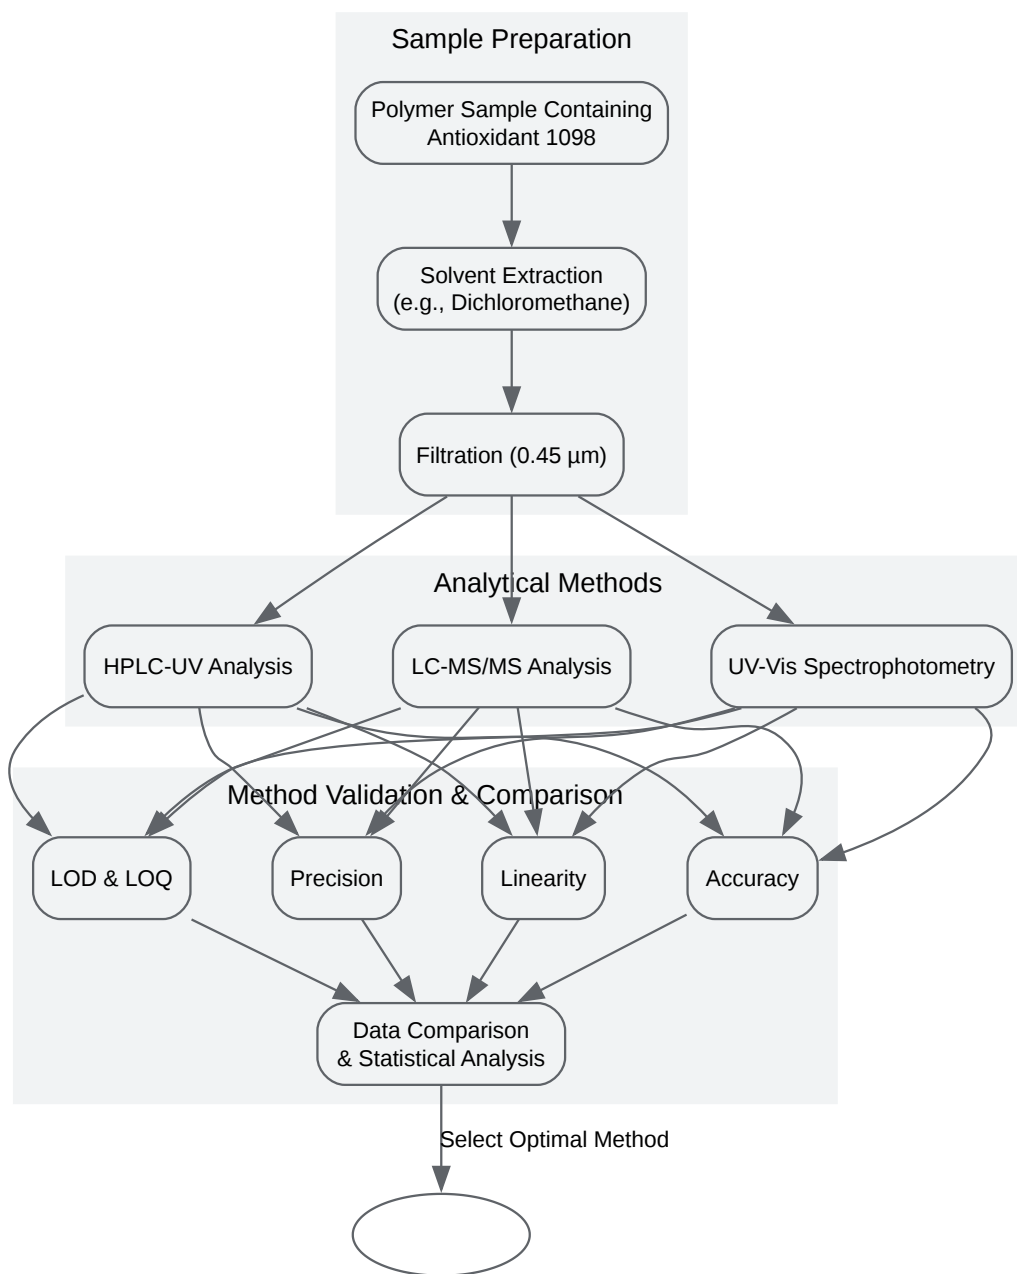 Sample Preparation
Polymer Sample Containing
Antioxidant 1098
Solvent Extraction
(e.g., Dichloromethane)
Filtration (0.45 µm)
Analytical Methods
HPLC-UV Analysis
LC-MS/MS Analysis
UV-Vis Spectrophotometry
Method Validation & Comparison
LOD & LOQ
Precision
Linearity
Accuracy
Data Comparison
& Statistical Analysis
Select Optimal Method